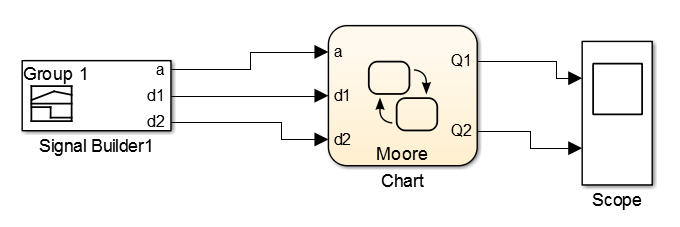 Group 1
a
d1
d2
Signal Builder1
a
d1
d2
Q1
Q2
Moore
Chart
Scope